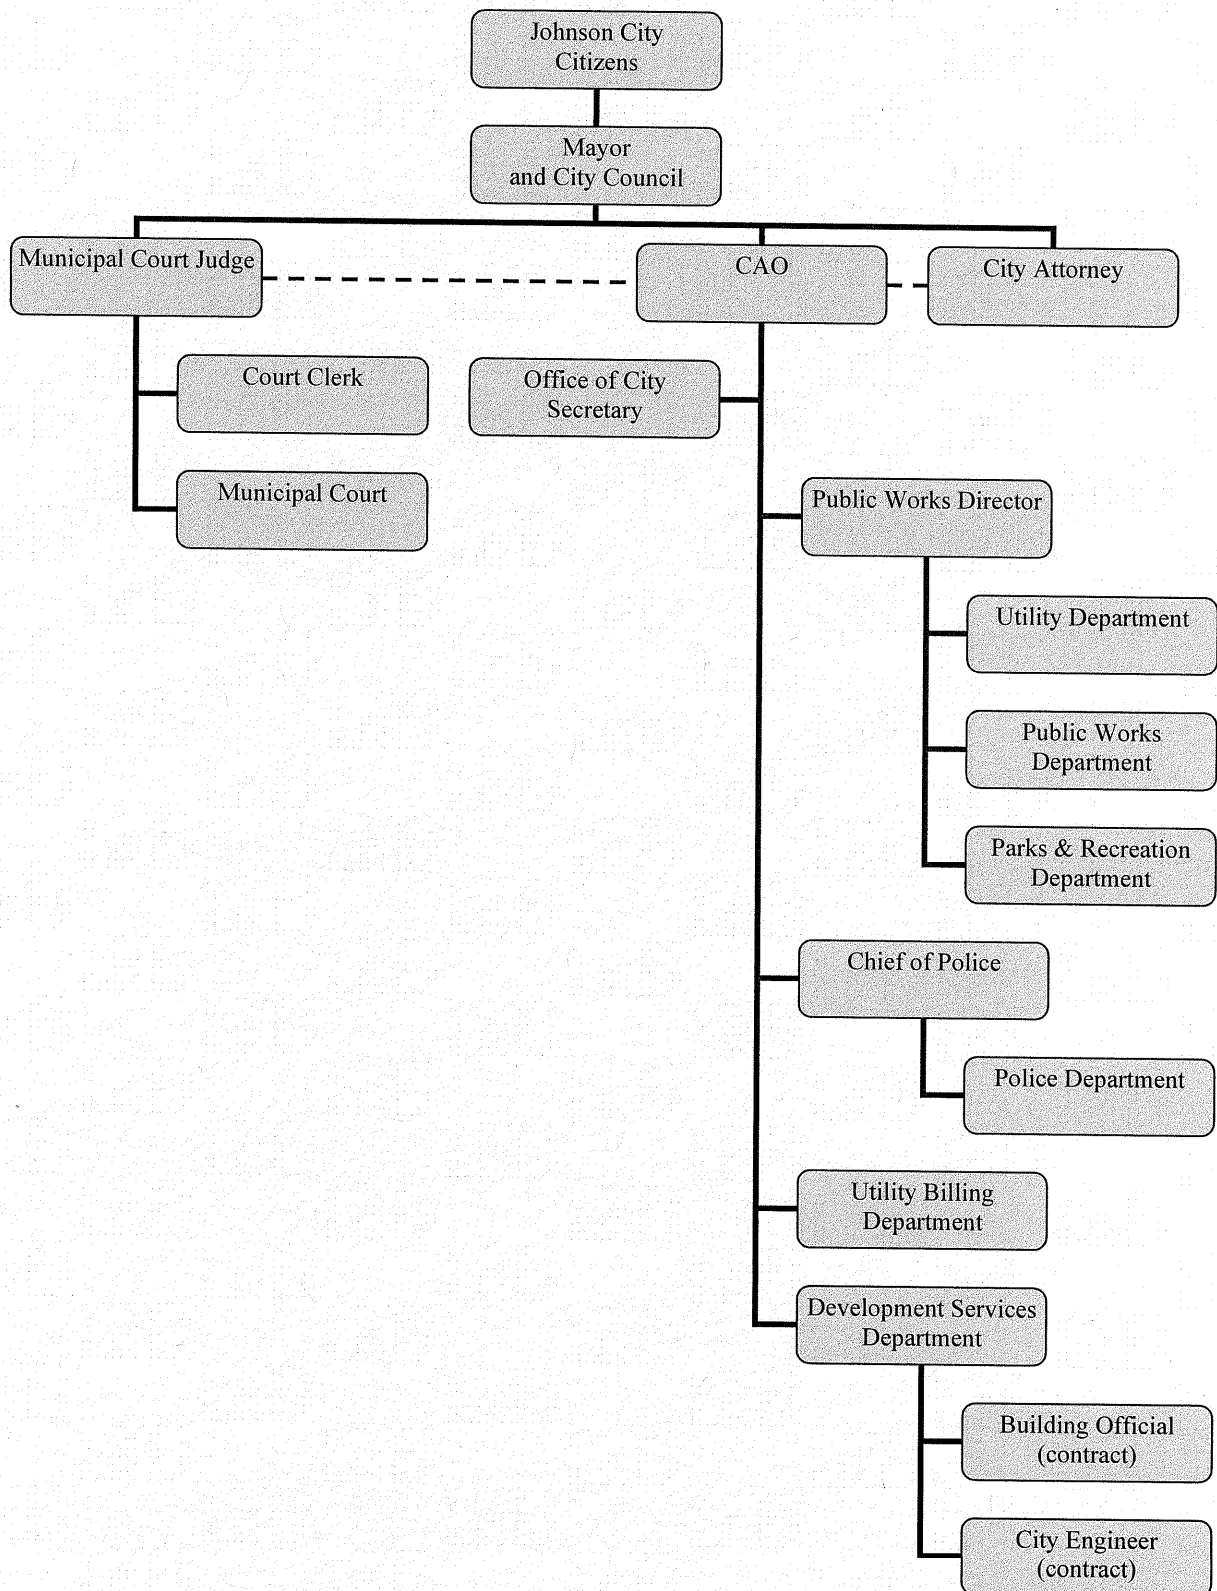 Johnson City
Citizens
Mayor
and City Council
Municipal Court Judge
CAO
City Attorney
Court Clerk
Office of City
Secretary
Municipal Court
Public Works Director
Utility Department
Public Works
Department
Parks & Recreation
Department
Chief of Police
Police Department
Utility Billing
Department
Development Services
Department
Building Official
(contract)
City Engineer
(contract)